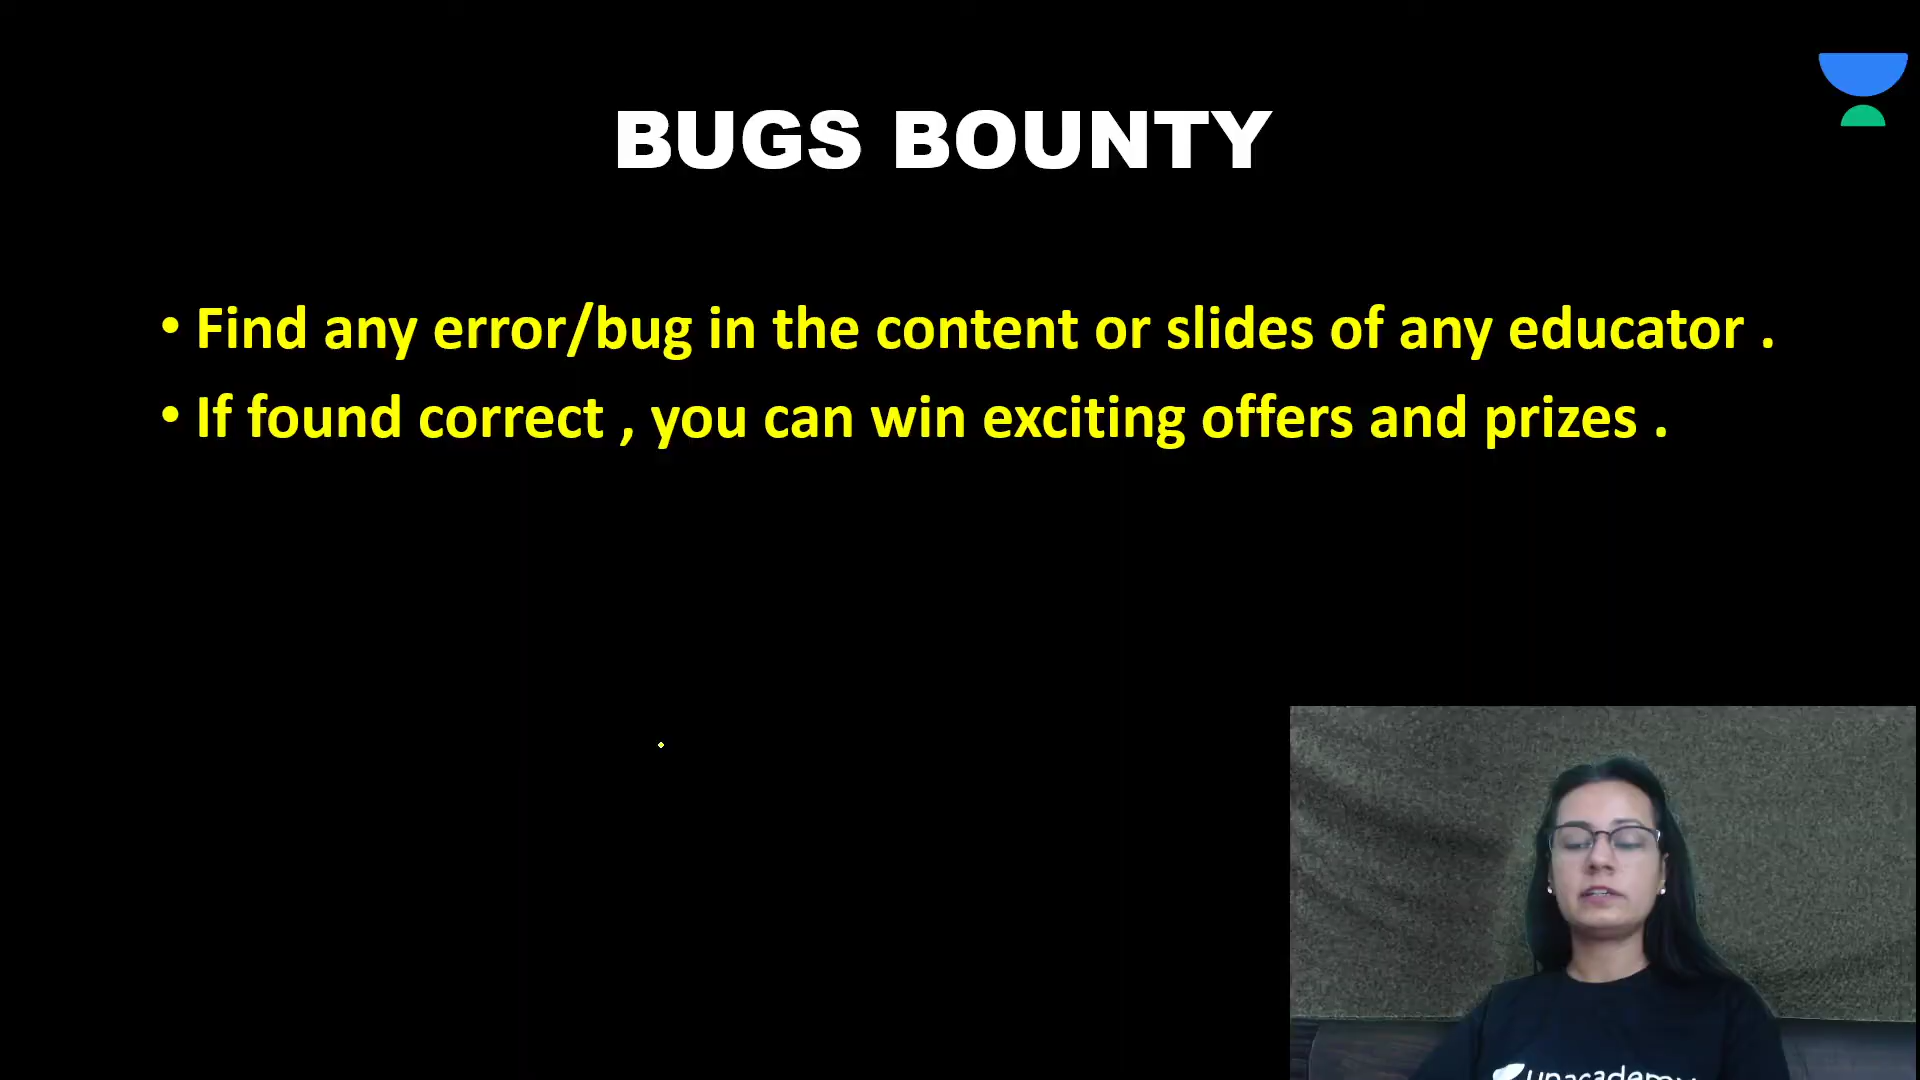 BUGS BOUNTY
• Find any error/bug in the content or slides of any educator .
• If found correct , you can win exciting offers and prizes .
unacademy